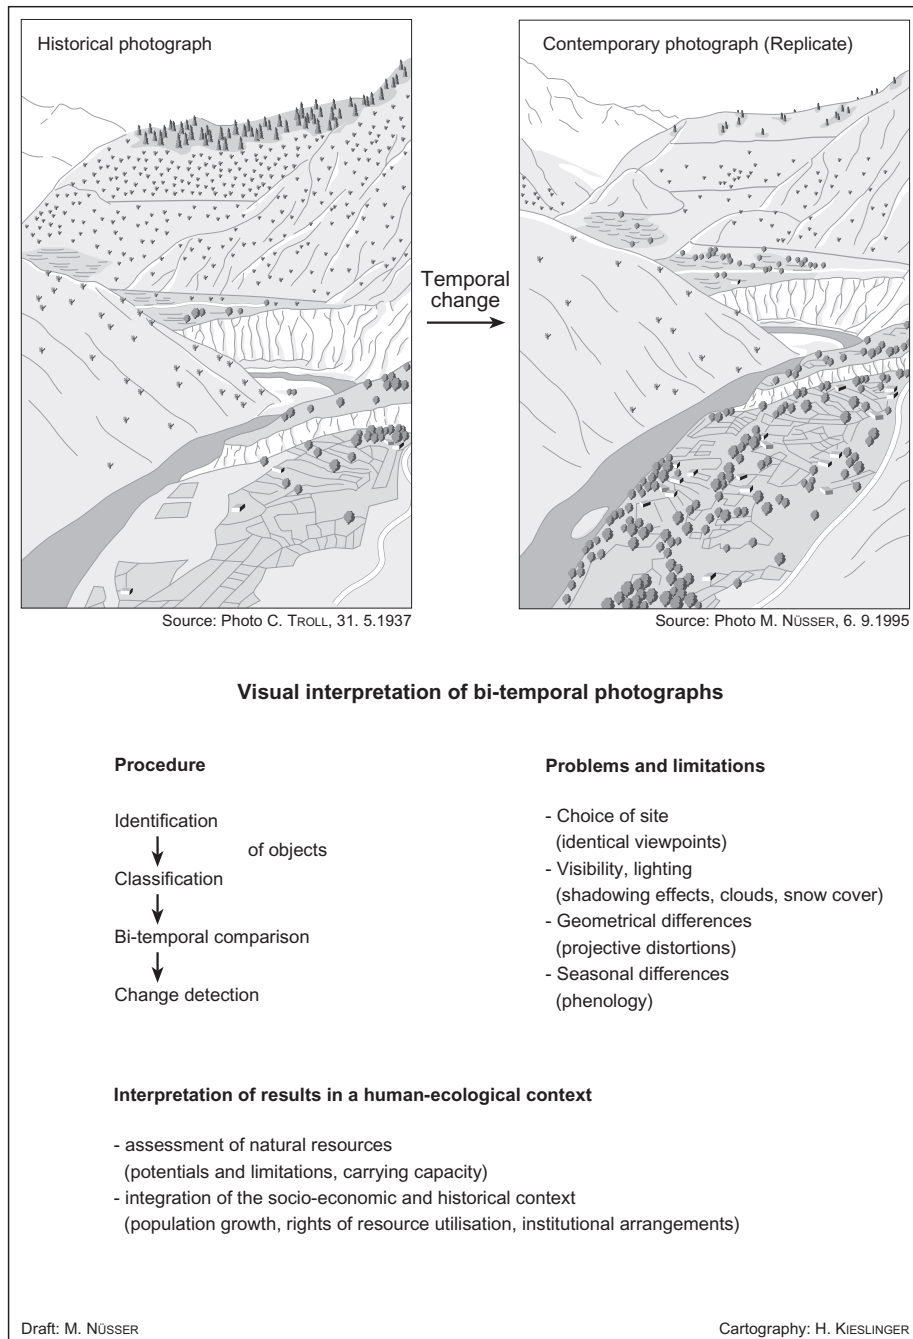 Historical photograph
Contemporary photograph (Replicate)
Temporal
change
Source: Photo C. TROLL, 31. 5.1937
Source: Photo M. NÜSSER, 6. 9.1995
Visual interpretation of bi-temporal photographs
Procedure
Identification
of objects
Classification
Bi-temporal comparison
Change detection
Problems and limitations
- Choice of site
(identical viewpoints)
- Visibility, lighting
(shadowing effects, clouds, snow cover)
- Geometrical differences
(projective distortions)
- Seasonal differences
(phenology)
Interpretation of results in a human-ecological context
- assessment of natural resources
(potentials and limitations, carrying capacity)
- integration of the socio-economic and historical context
(population growth, rights of resource utilisation, institutional arrangements)
Draft: M. NÜSSER
Cartography: H. KIESLINGER